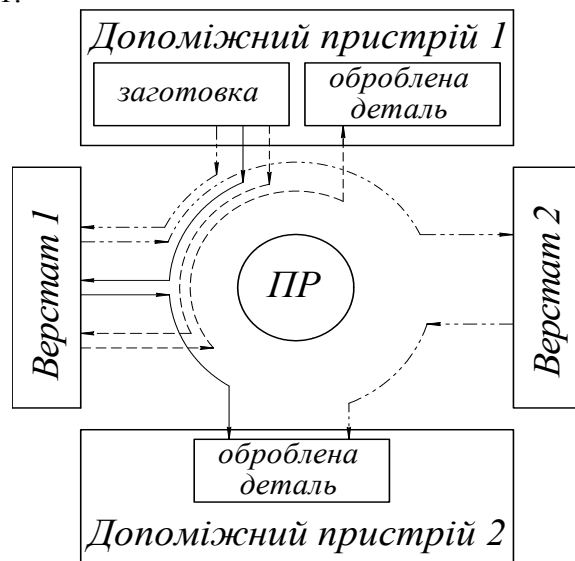 Допоміжний пристрій 1
заготовка
оброблена
деталь
Верстат 1
ПР
Верстат 2
оброблена
деталь
Допоміжний пристрій 2